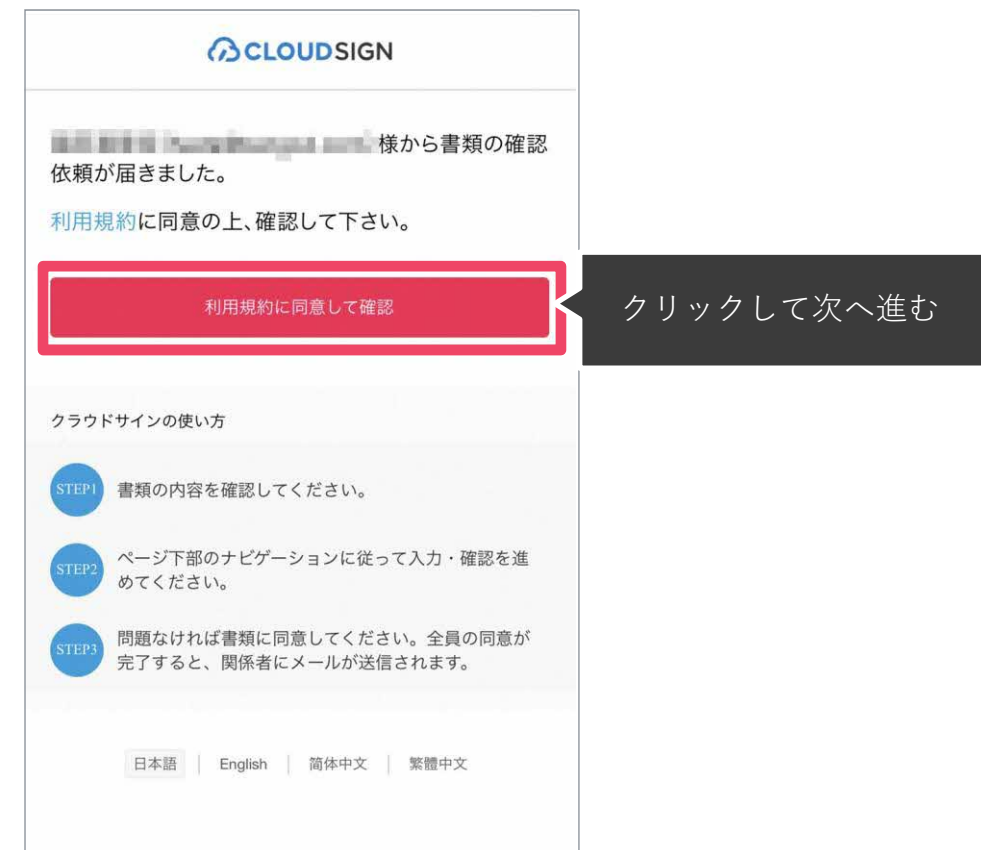 CLOUDSIGN
様から書類の確認
依頼が届きました。
利用規約に同意の上、確認して下さい。
利用規約に同意して確認
クリックして次へ進む
クラウドサインの使い方
STEP1
書類の内容を確認してください。
STEP2
ページ下部のナビゲーションに従って入力・確認を進
めてください。
STEP3
問題なければ書類に同意してください。全員の同意が
完了すると、関係者にメールが送信されます。
日本語 | English | 简体中文 | 繁體中文